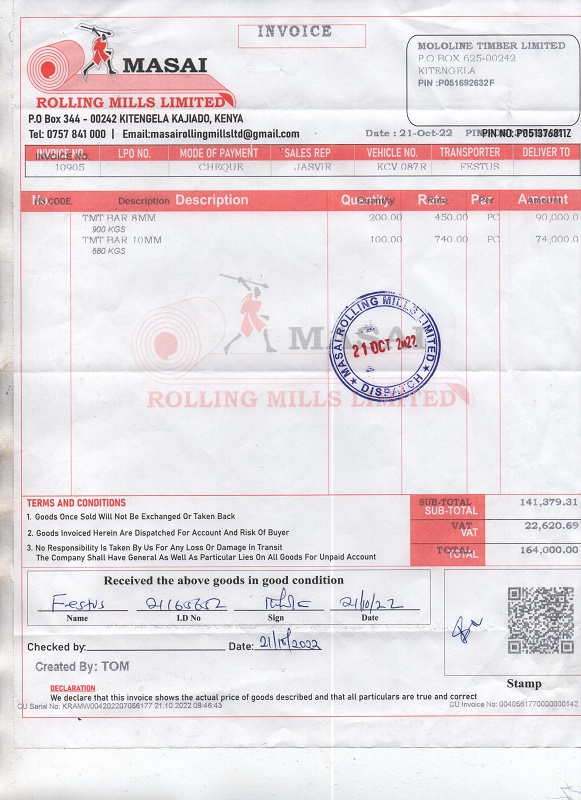 INVOICE
MASAI
ROLLING MILLS LIMITED
P.O Box 344 - 00242 KITENGELA KAJIADO, KENYA
Tel: 0757 841 000 | Email:masairollingmillsltd@gmail.com
MOLOLINE TIMBER LIMITED
P.O BOX 625-00242
KITENGELA
PIN :P051692632F
Date : 21-Oct-22 PIN NO: P051376811Z
INVOICE NO. LPO NO. MODE OF PAYMENT SALES REP VEHICLE NO. TRANSPORTER DELIVER TO
10905 CHEQUE JASVIR KCV 087R FESTUS
No. CODE Description Description Quantity Rate Per Amount
TMT BAR 8MM 200.00 450.00 PC 90,000.0
900 KGS
TMT BAR 10MM 100.00 740.00 PC 74,000.0
680 KGS
MASAI
ROLLING MILLS LIMITED
MASAI ROLLING MILLS LIMITED
21 OCT 2022
DISPATCH
TERMS AND CONDITIONS
1. Goods Once Sold Will Not Be Exchanged Or Taken Back
2. Goods Invoiced Herein Are Dispatched For Account And Risk Of Buyer
3. No Responsibility Is Taken By Us For Any Loss Or Damage In Transit
The Company Shall Have General As Well As Particular Lies On All Goods For Unpaid Account
SUB-TOTAL SUB-TOTAL 141,379.31
VAT VAT 22,620.69
TOTAL TOTAL 164,000.00
Received the above goods in good condition
Festus 21/10/22
Name I.D No Sign Date
Checked by: Date: 21/10/2022
Created By: TOM
Stamp
DECLARATION
We declare that this invoice shows the actual price of goods described and that all particulars are true and correct
CU Serial No: KRAMW004202207056177 21.10.2022 08:46:43
CU Invoice No: 0040561770000000142